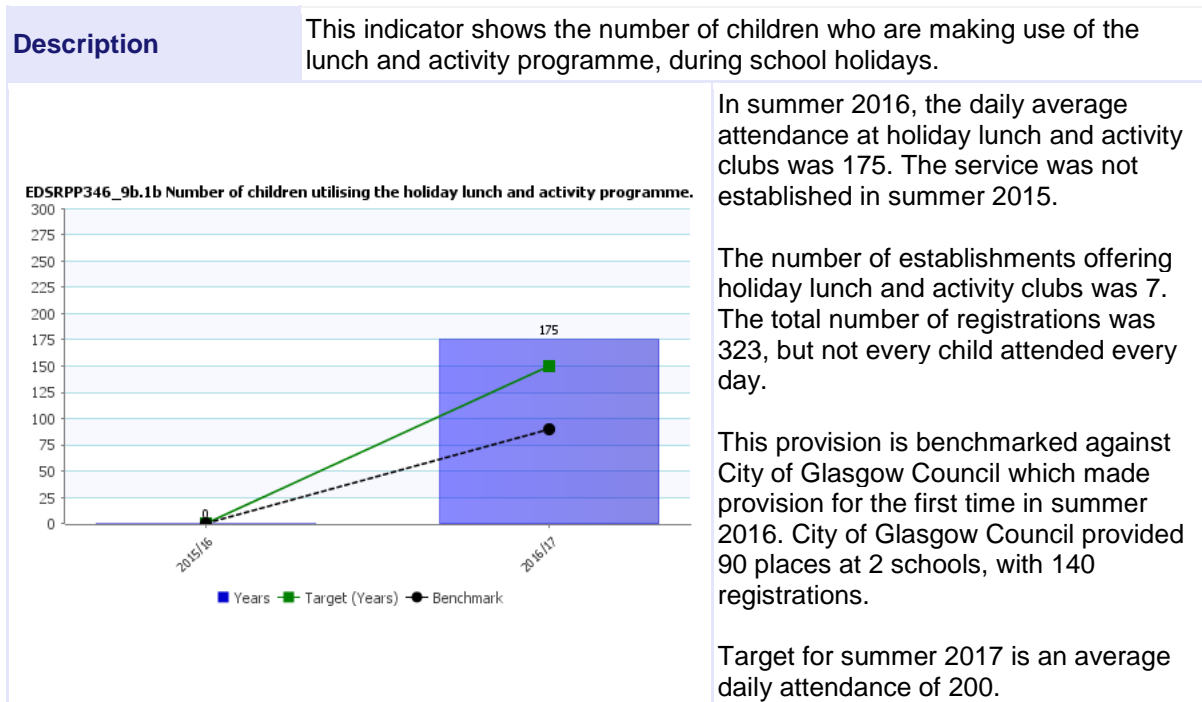 Description
This indicator shows the number of children who are making use of the
lunch and activity programme, during school holidays.
EDSRPP346_9b.1b Number of children utilising the holiday lunch and activity programme.
300
275
250
225
200
175
150
125
100
75
50
25
0
0
175
2015/16
2016/17
Years Target (Years) Benchmark
In summer 2016, the daily average
attendance at holiday lunch and activity
clubs was 175. The service was not
established in summer 2015.
The number of establishments offering
holiday lunch and activity clubs was 7.
The total number of registrations was
323, but not every child attended every
day.
This provision is benchmarked against
City of Glasgow Council which made
provision for the first time in summer
2016. City of Glasgow Council provided
90 places at 2 schools, with 140
registrations.
Target for summer 2017 is an average
daily attendance of 200.